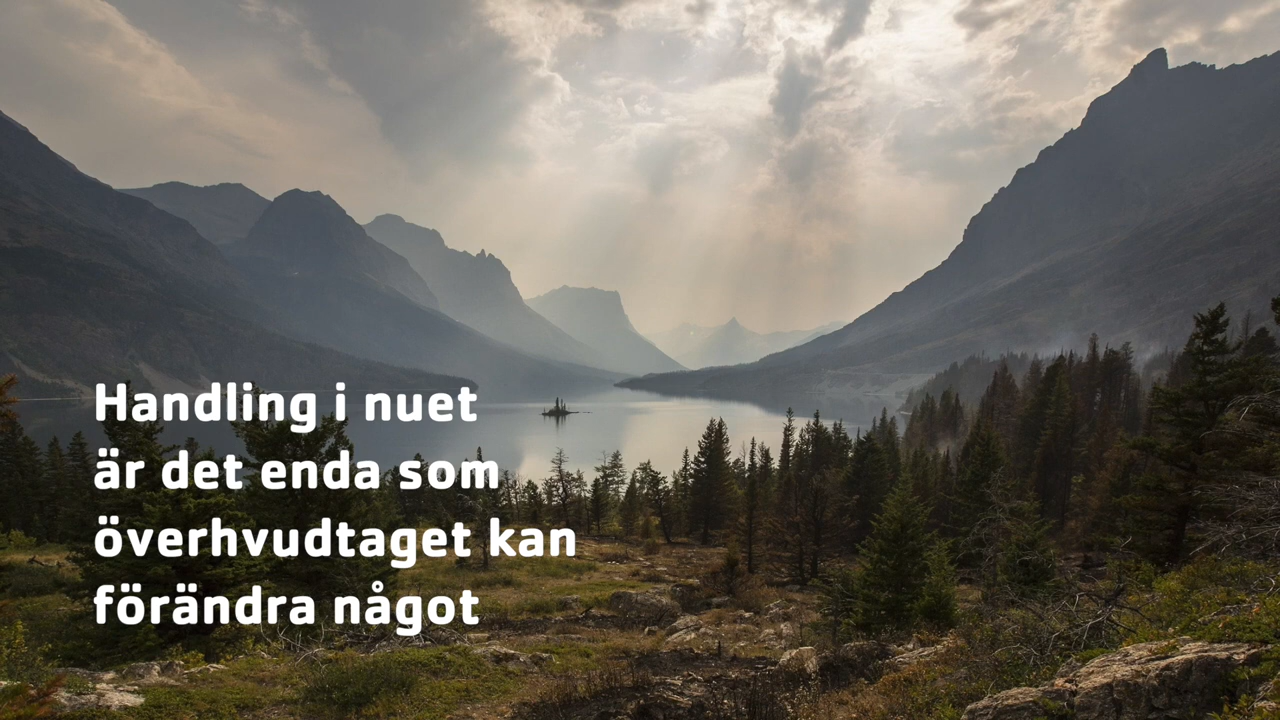 Handling i nuet
är det enda som
överhvudtaget kan
förändra något